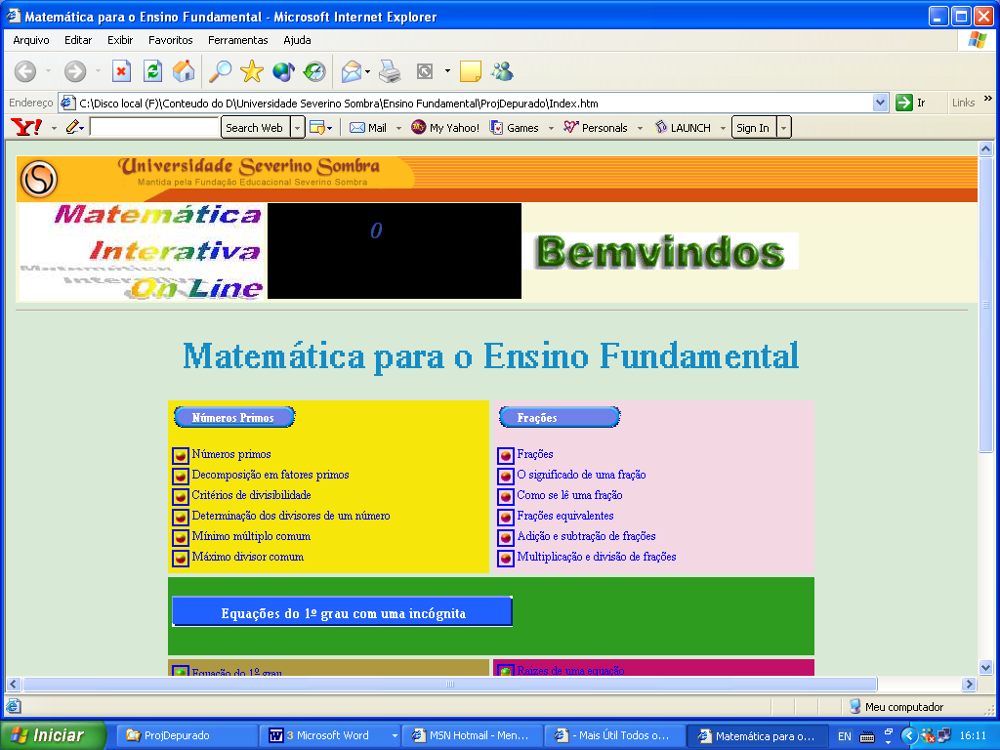 Matemática para o Ensino Fundamental - Microsoft Internet Explorer
Arquivo Editar Exibir Favoritos Ferramentas Ajuda
Endereço C:\Disco local (F)\Conteudo do D\Universidade Severino Sombra\Ensino Fundamental\ProjDepurado\Index.htm Ir Links »
Y! Search Web Mail My Yahoo! Games Personals LAUNCH Sign In
Universidade Severino Sombra
Mantida pela Fundação Educacional Severino Sombra
Matemática
Interativa
On Line
0
Bemvindos
Matemática para o Ensino Fundamental
Números Primos
Números primos
Decomposição em fatores primos
Critérios de divisibilidade
Determinação dos divisores de um número
Mínimo múltiplo comum
Máximo divisor comum
Frações
Frações
O significado de uma fração
Como se lê uma fração
Frações equivalentes
Adição e subtração de frações
Multiplicação e divisão de frações
Equações do 1º grau com uma incógnita
Equação do 1º grau
Raízes de uma equação
Meu computador
Iniciar ProjDepurado 3 Microsoft Word MSN Hotmail - Men... - Mais Útil Todos o... Matemática para o... EN 16:11